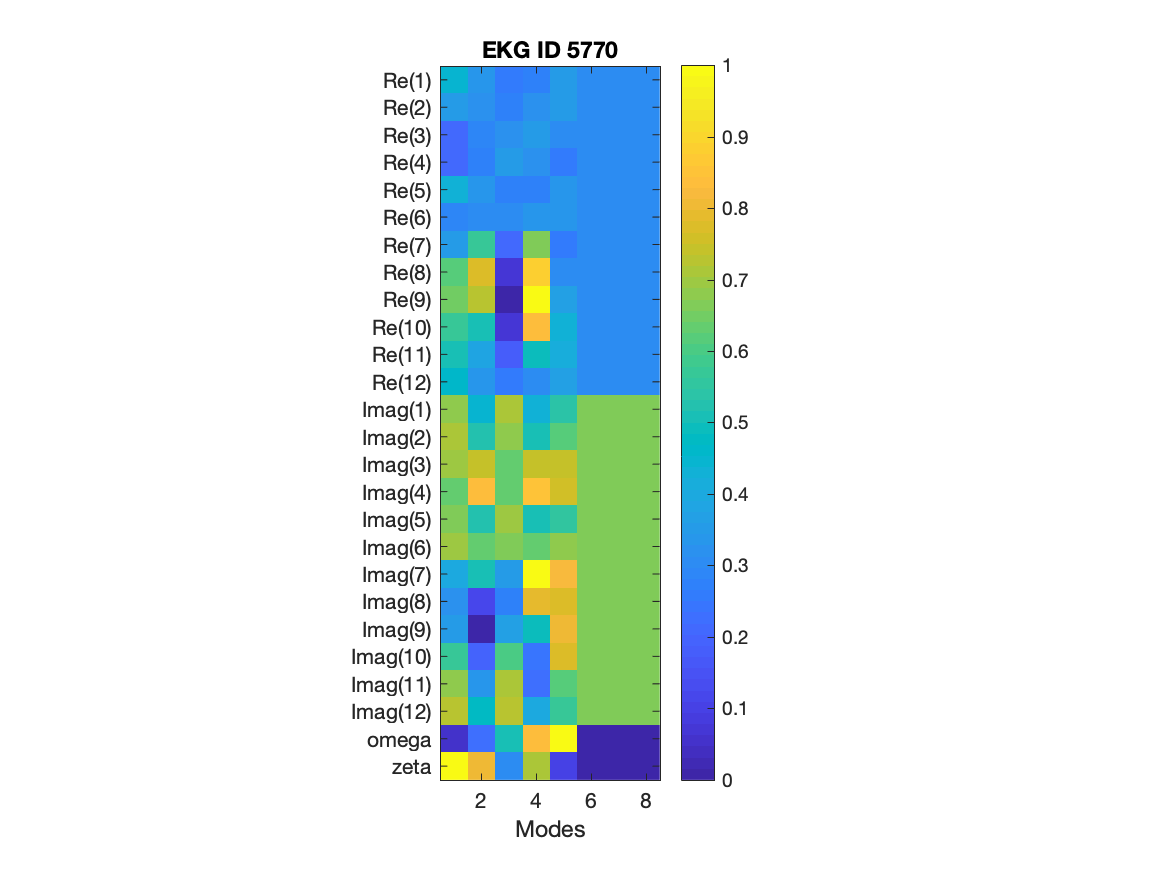 EKG ID 5770
Re(1)
Re(2)
Re(3)
Re(4)
Re(5)
Re(6)
Re(7)
Re(8)
Re(9)
Re(10)
Re(11)
Re(12)
Imag(1)
Imag(2)
Imag(3)
Imag(4)
Imag(5)
Imag(6)
Imag(7)
Imag(8)
Imag(9)
Imag(10)
Imag(11)
Imag(12)
omega
zeta
2 4 6 8
Modes
1
0.9
0.8
0.7
0.6
0.5
0.4
0.3
0.2
0.1
0